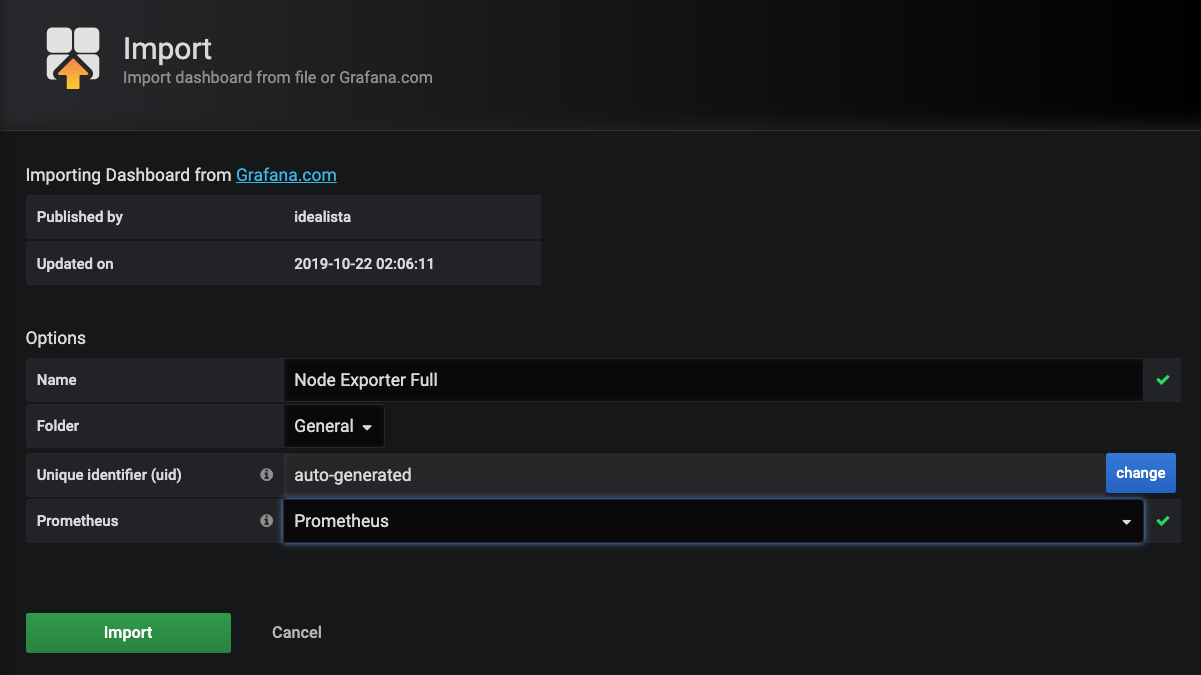 Import
Import dashboard from file or Grafana.com
Importing Dashboard from Grafana.com
Published by idealista
Updated on 2019-10-22 02:06:11
Options
Name Node Exporter Full
Folder General
Unique identifier (uid) auto-generated change
Prometheus Prometheus
Import Cancel